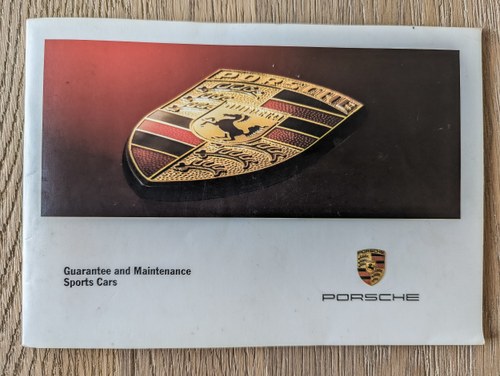 PORSCHE
Guarantee and Maintenance
Sports Cars
PORSCHE